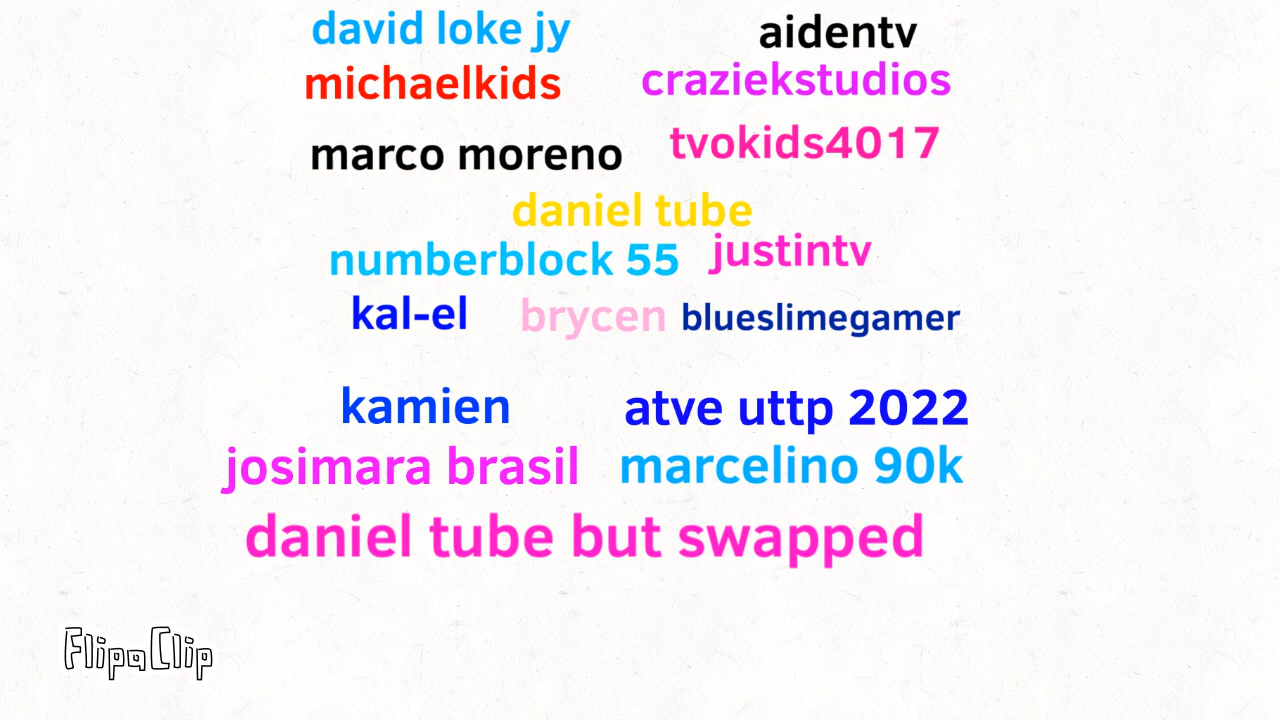 david loke jy
aidentv
michaelkids
craziekstudios
marco moreno
tvokids4017
daniel tube
numberblock 55
justintv
kal-el
brycen
blueslimegamer
kamien
atve uttp 2022
josimara brasil
marcelino 90k
daniel tube but swapped
FlipaClip